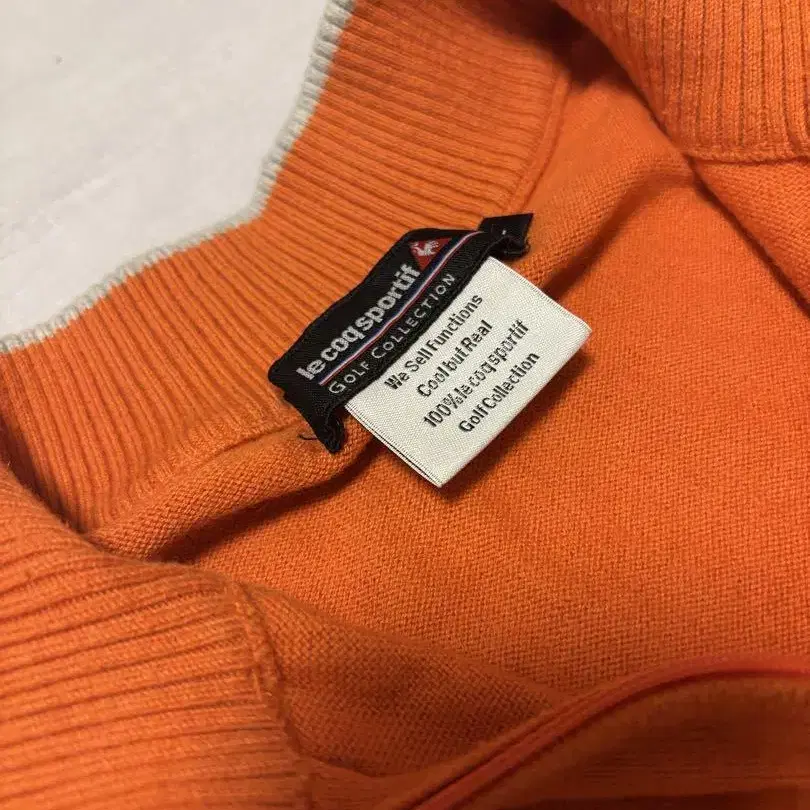 le coq sportif
GOLF COLLECTION
We Sell Functions
Cool but Real
100% le coq sportif
Golf Collection